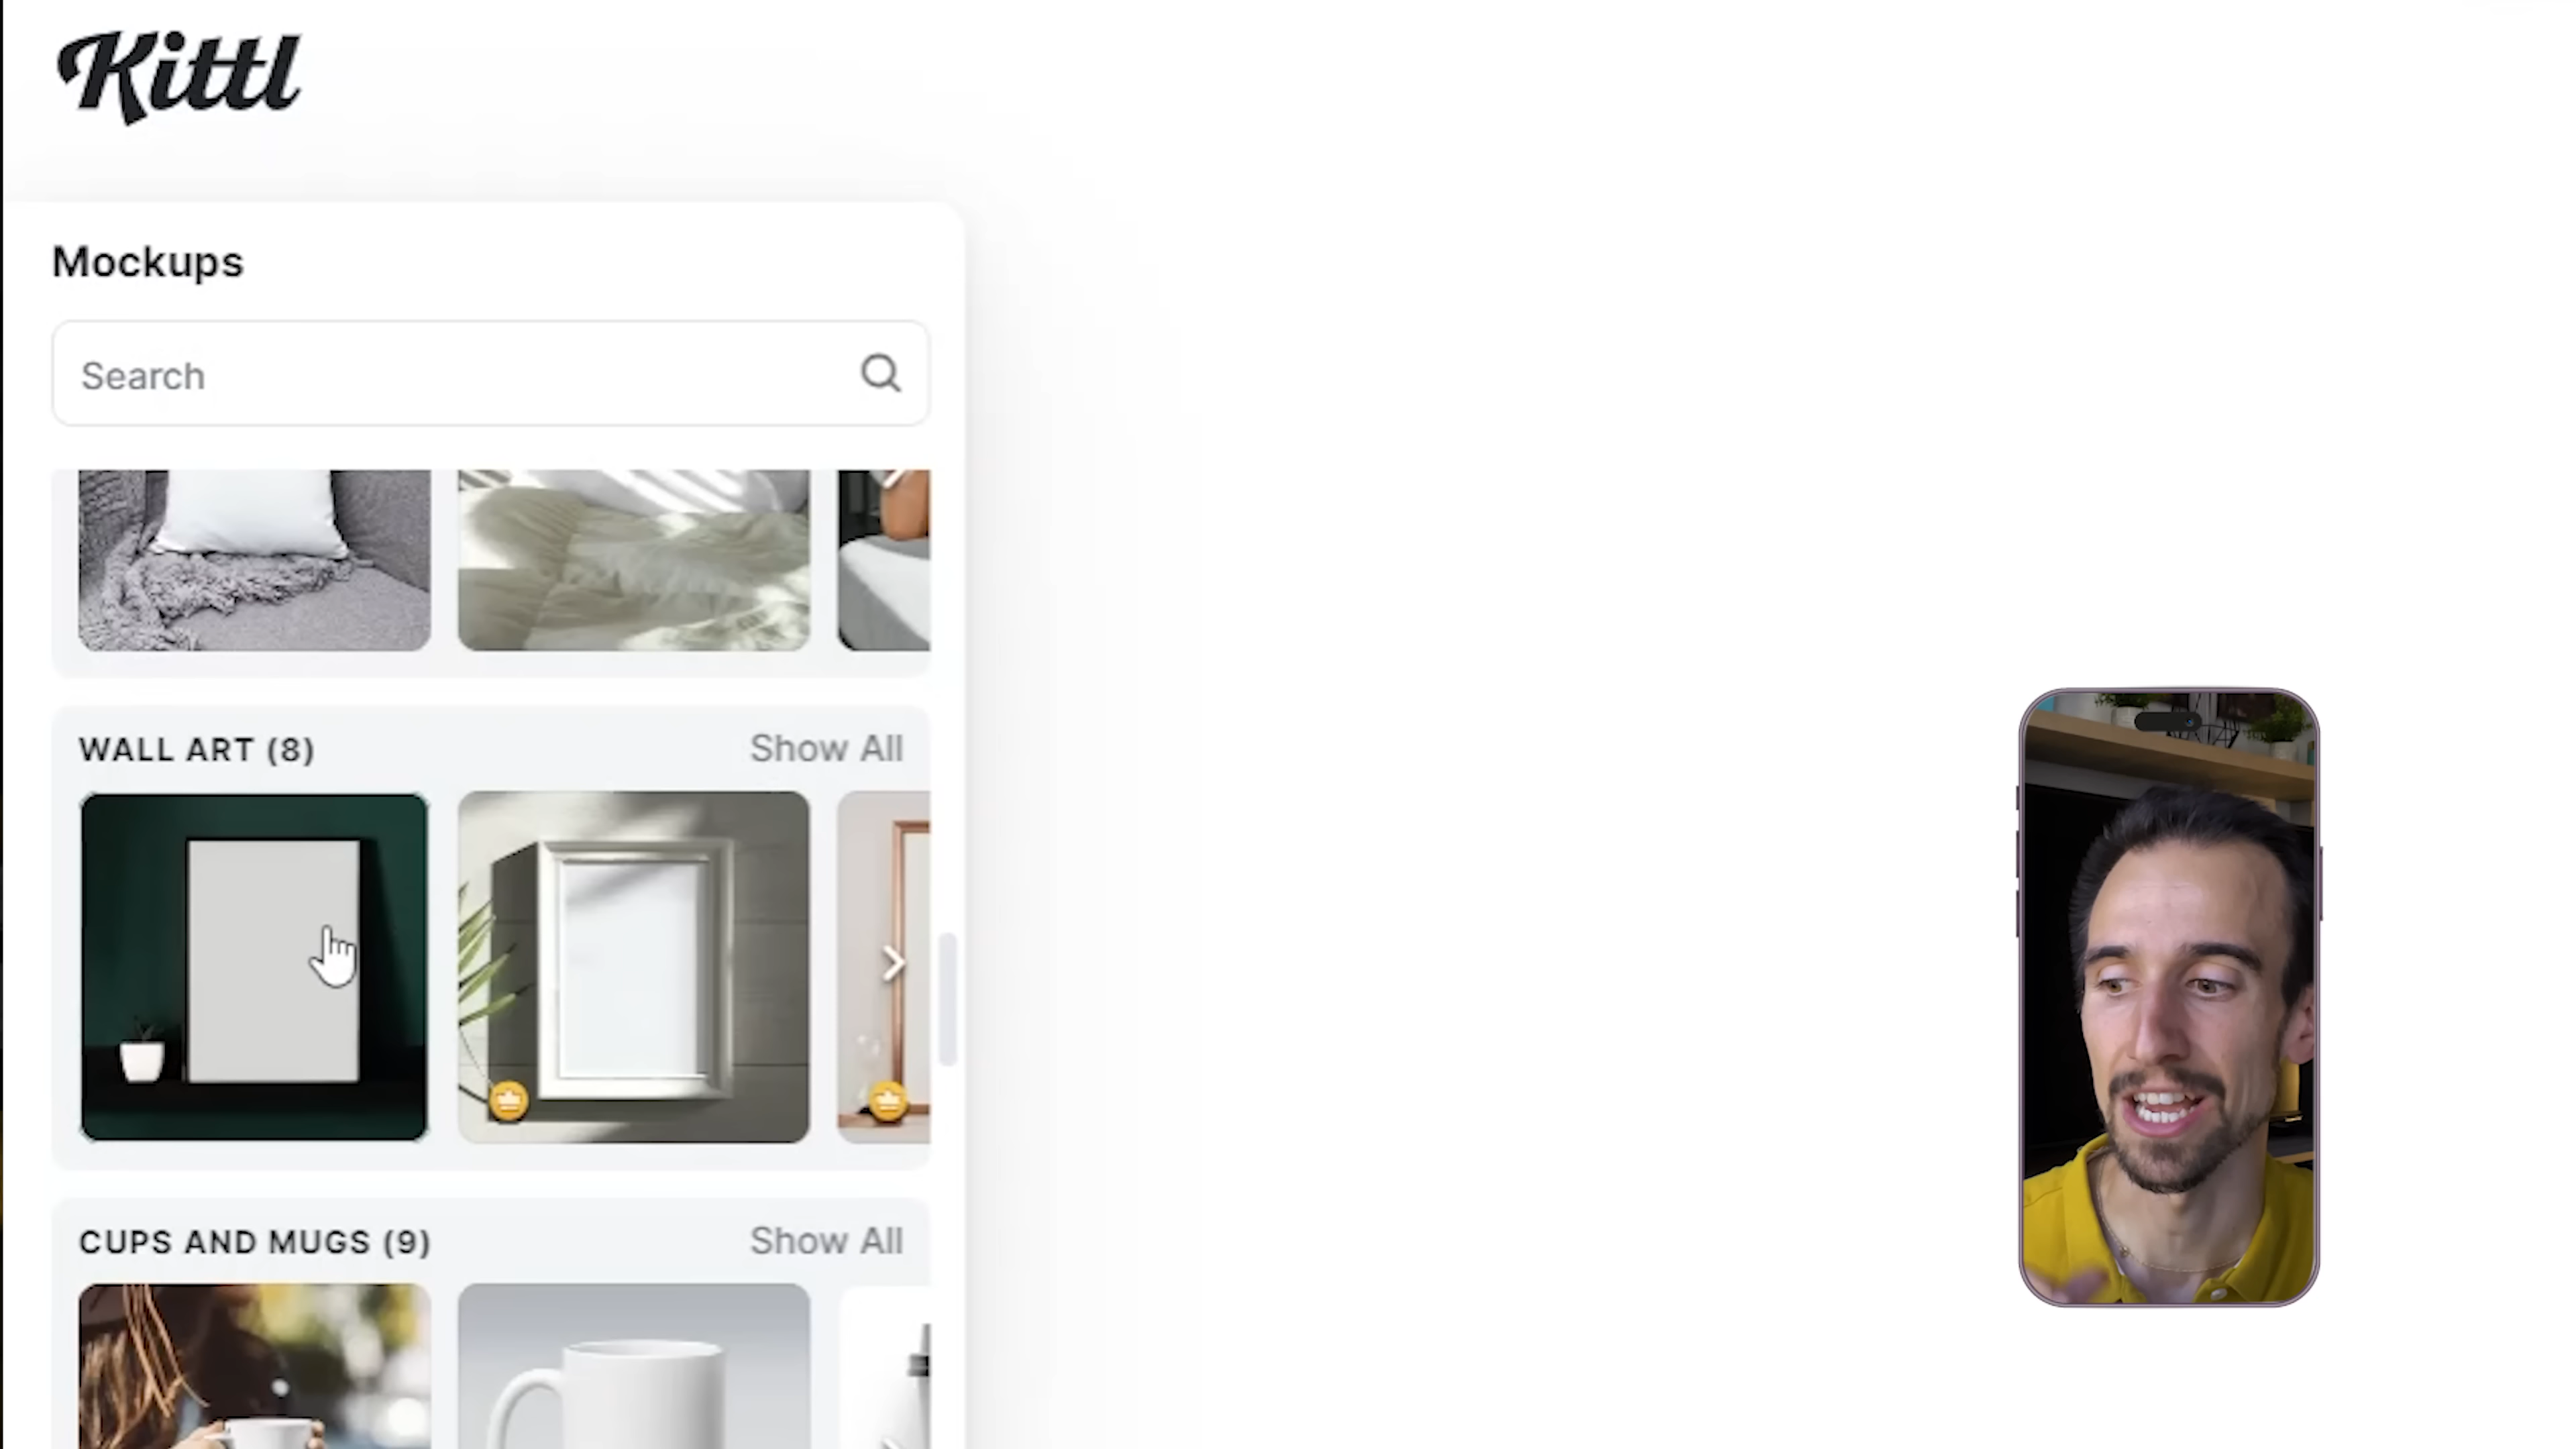 Kittl
Mockups
Search
WALL ART (8)
Show All
CUPS AND MUGS (9)
Show All